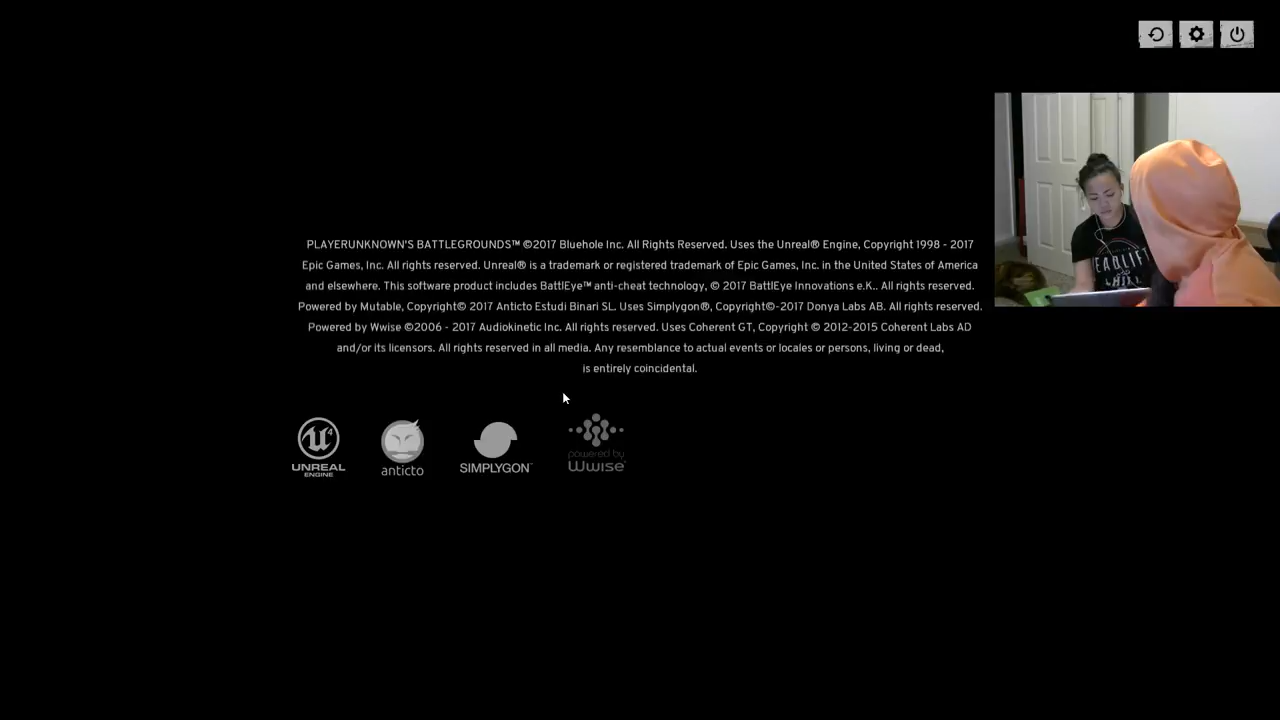 PLAYERUNKNOWN'S BATTLEGROUNDS™ ©2017 Bluehole Inc. All Rights Reserved. Uses the Unreal® Engine, Copyright 1998 - 2017
Epic Games, Inc. All rights reserved. Unreal® is a trademark or registered trademark of Epic Games, Inc. in the United States of America
and elsewhere. This software product includes BattlEye™ anti-cheat technology, © 2017 BattlEye Innovations e.K.. All rights reserved.
Powered by Mutable, Copyright© 2017 Anticto Estudi Binari SL. Uses Simplygon®, Copyright©-2017 Donya Labs AB. All rights reserved.
Powered by Wwise ©2006 - 2017 Audiokinetic Inc. All rights reserved. Uses Coherent GT, Copyright © 2012-2015 Coherent Labs AD
and/or its licensors. All rights reserved in all media. Any resemblance to actual events or locales or persons, living or dead,
is entirely coincidental.
UNREAL
ENGINE
anticto
SIMPLYGON
powered by
Wwise